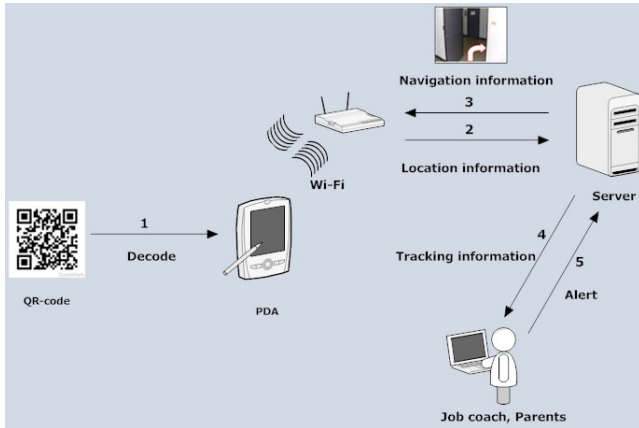 Navigation information
3
2
Location information
Wi-Fi
Server
1
Decode
4
Tracking information
5
Alert
QR-code
PDA
Job coach, Parents